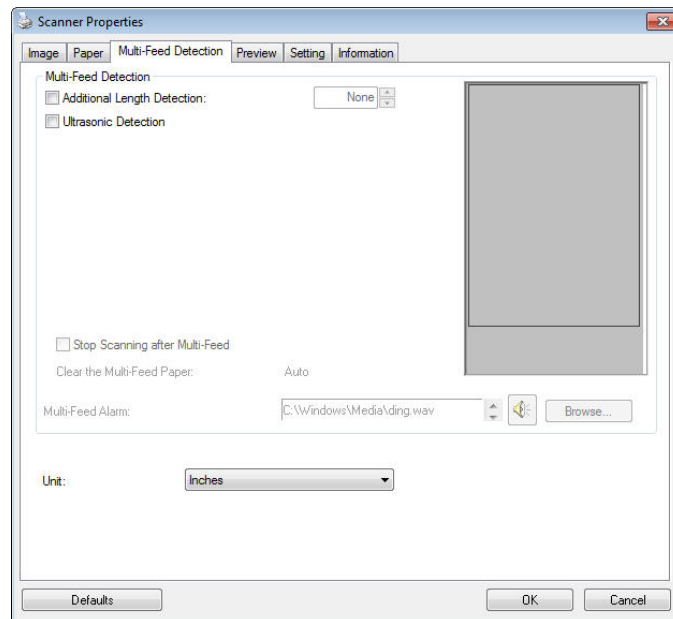 Scanner Properties
Image Paper Multi-Feed Detection Preview Setting Information
Multi-Feed Detection
Additional Length Detection: None
Ultrasonic Detection
Stop Scanning after Multi-Feed
Clear the Multi-Feed Paper: Auto
Multi-Feed Alarm: C:\Windows\Media\ding.wav Browse...
Unit: Inches
Defaults OK Cancel